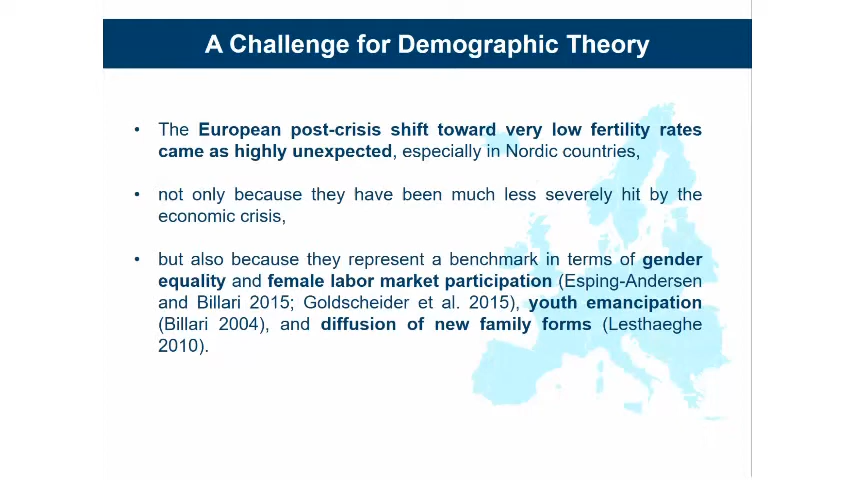 A Challenge for Demographic Theory
• The European post-crisis shift toward very low fertility rates
came as highly unexpected, especially in Nordic countries,
• not only because they have been much less severely hit by the
economic crisis,
• but also because they represent a benchmark in terms of gender
equality and female labor market participation (Esping-Andersen
and Billari 2015; Goldscheider et al. 2015), youth emancipation
(Billari 2004), and diffusion of new family forms (Lesthaeghe
2010).